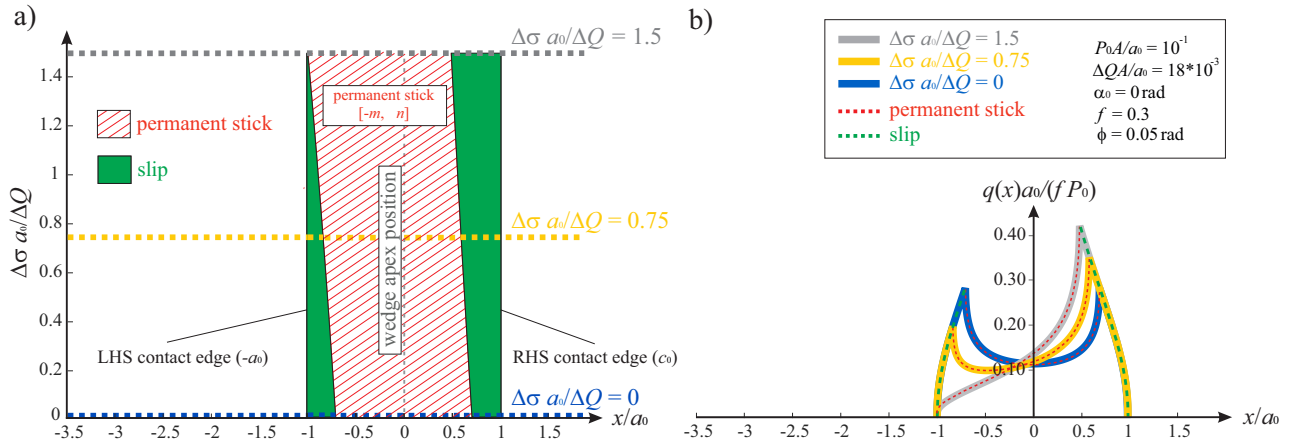 a)
Δσ a₀/ΔQ = 1.5
1.4
1.2
1
0.8
0.6
0.4
0.2
0
Δσ a₀/ΔQ
permanent stick
slip
permanent stick
[-m, n]
wedge apex position
Δσ a₀/ΔQ = 0.75
LHS contact edge (-a₀)
RHS contact edge (c₀)
Δσ a₀/ΔQ = 0
x/a₀
-3.5 -3 -2.5 -2 -1.5 -1 -0.5 0 0.5 1 1.5
b)
Δσ a₀/ΔQ = 1.5
Δσ a₀/ΔQ = 0.75
Δσ a₀/ΔQ = 0
permanent stick
slip
P₀A/a₀ = 10⁻¹
ΔQA/a₀ = 18*10⁻³
α₀ = 0 rad
f = 0.3
ϕ = 0.05 rad
q(x)a₀/(fP₀)
0.40
0.30
0.20
0.10
x/a₀
-3.5 -3 -2.5 -2 -1.5 -1 -0.5 0 0.5 1 1.5